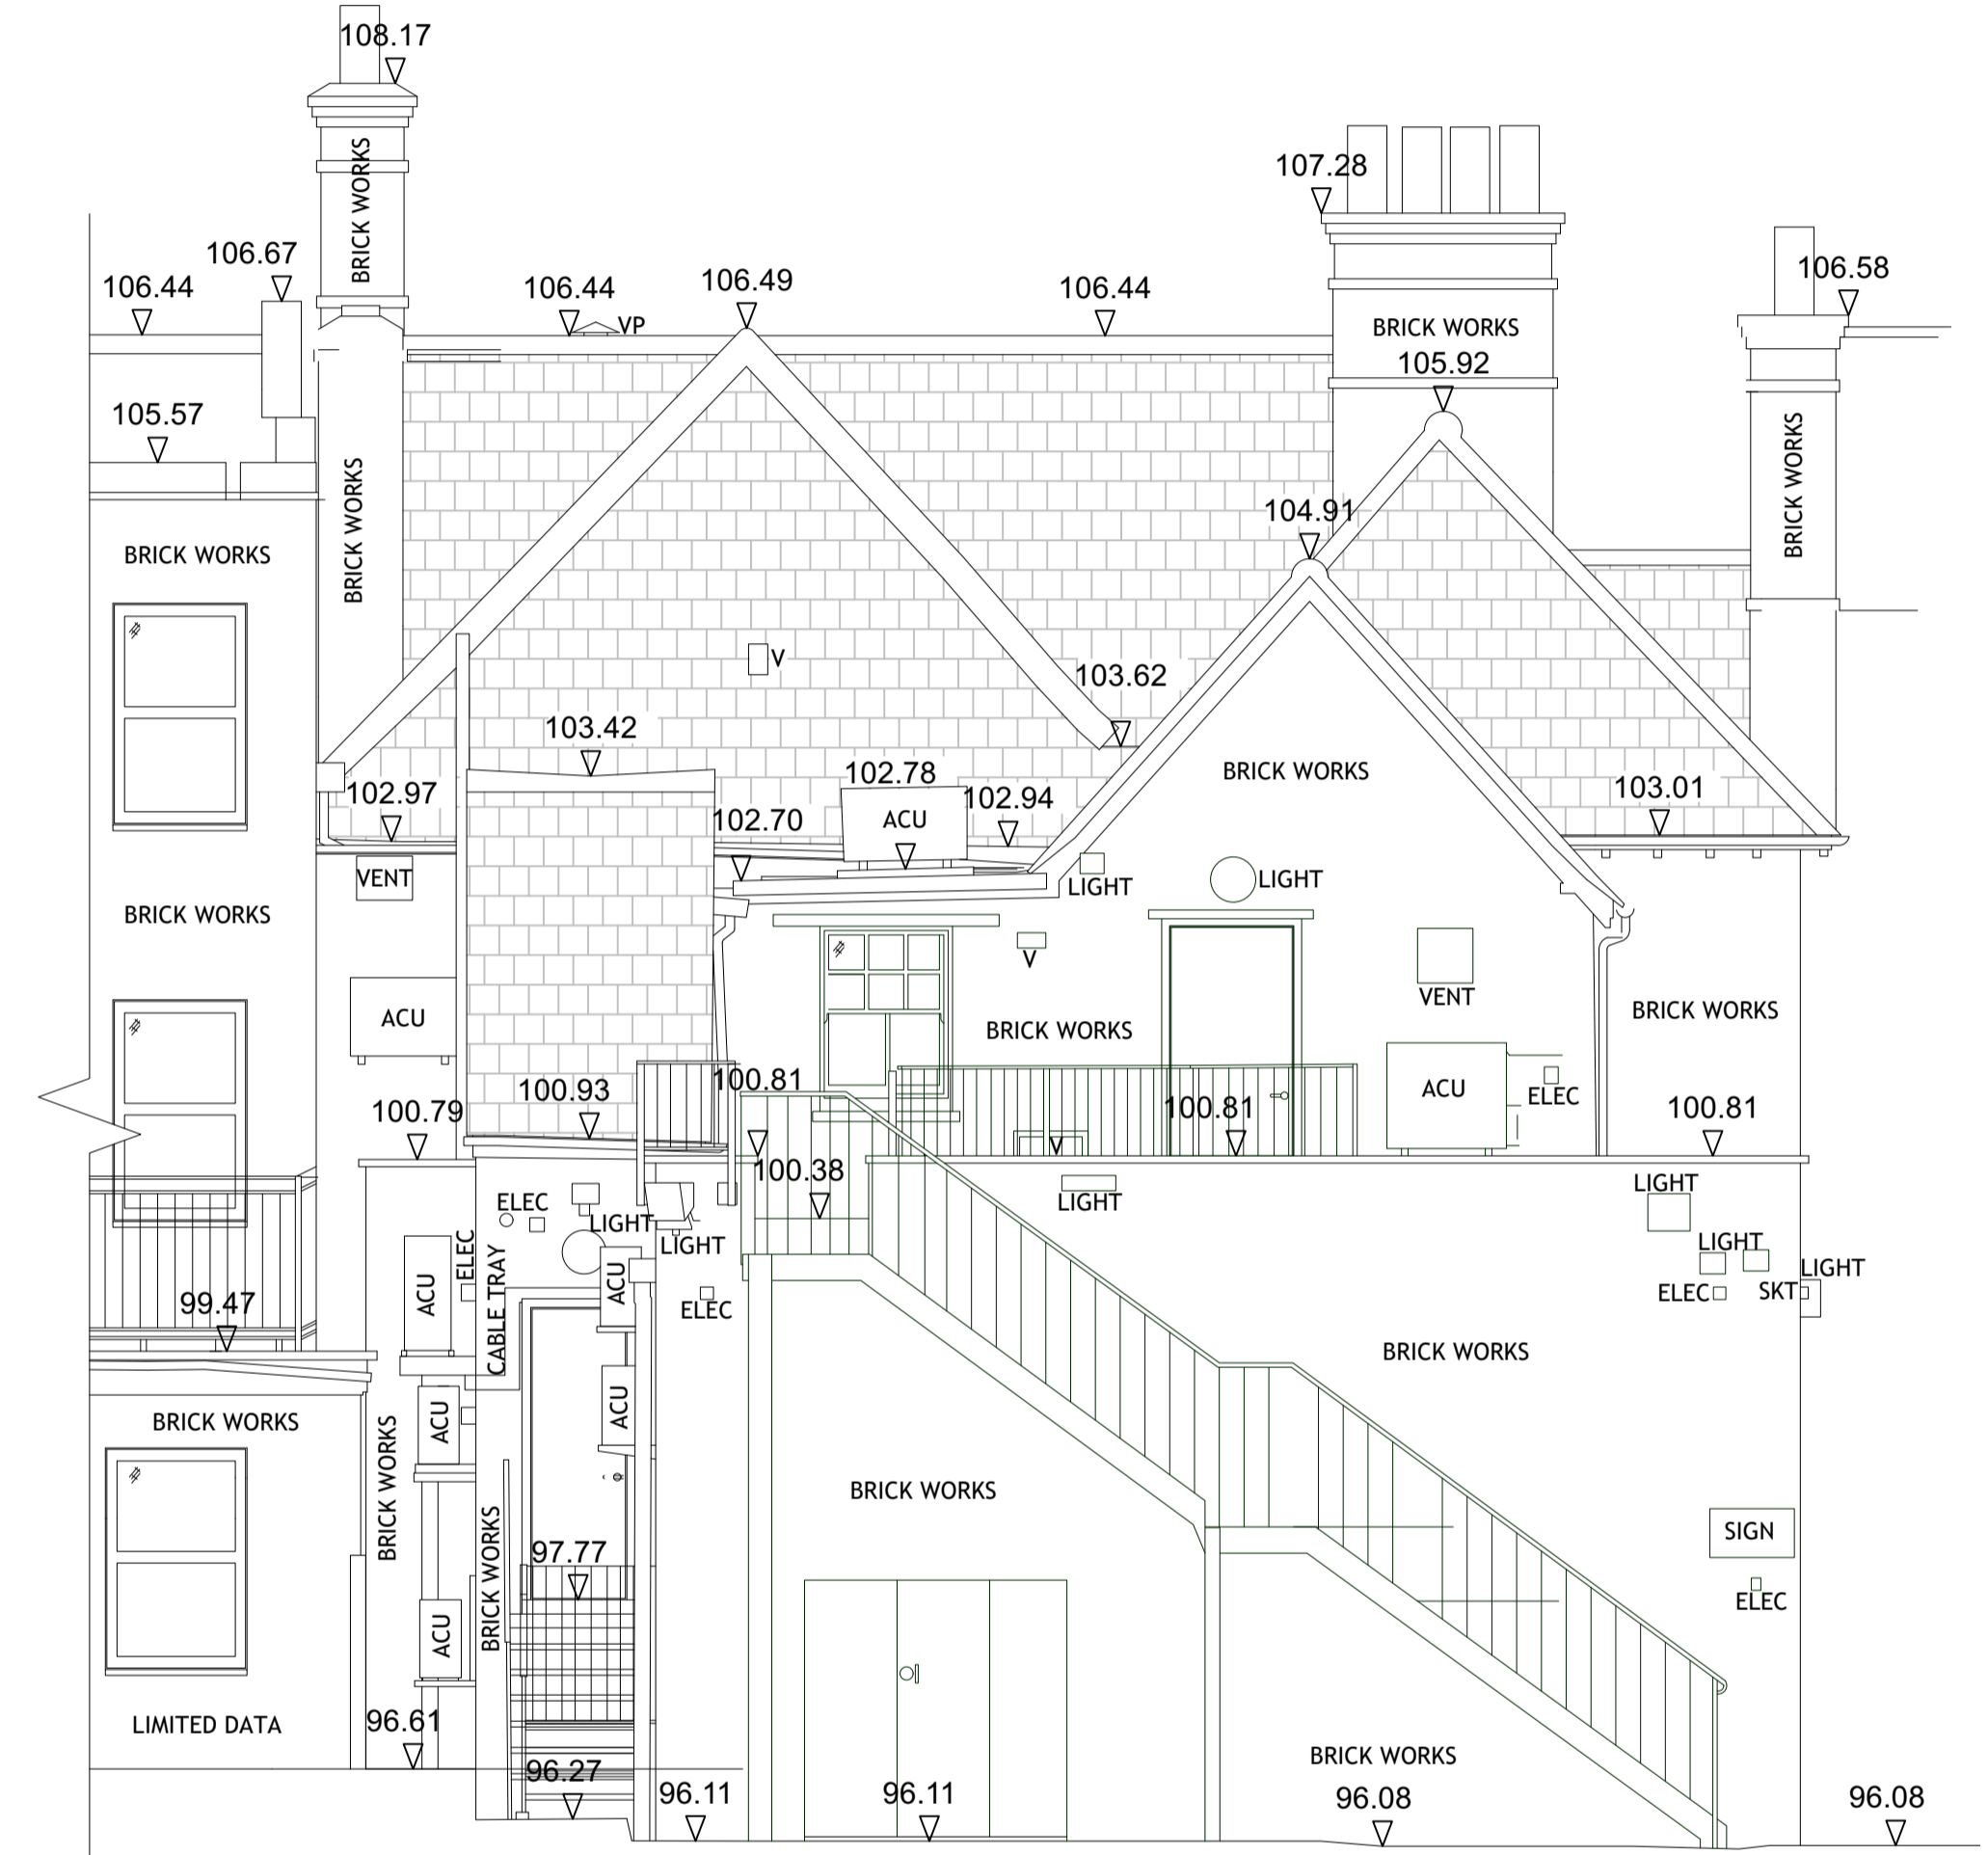 108.17
BRICK WORKS
107.28
106.67
106.44
106.44
VP
106.49
106.44
106.58
BRICK WORKS
105.92
105.57
BRICK WORKS
BRICK WORKS
104.91
BRICK WORKS
V
103.62
103.42
102.97
102.70
102.78
ACU
102.94
BRICK WORKS
103.01
VENT
LIGHT
LIGHT
BRICK WORKS
V
VENT
ACU
BRICK WORKS
BRICK WORKS
100.93
100.81
ACU
ELEC
100.79
100.81
100.81
V
100.38
LIGHT
LIGHT
ELEC
LIGHT
LIGHT
ELEC
CABLE TRAY
ACU
ACU
LIGHT
LIGHT
ELEC
SKT
99.47
ELEC
BRICK WORKS
BRICK WORKS
ACU
ACU
BRICK WORKS
BRICK WORKS
BRICK WORKS
SIGN
97.77
ELEC
ACU
LIMITED DATA
96.61
96.27
96.11
96.11
BRICK WORKS
96.08
96.08